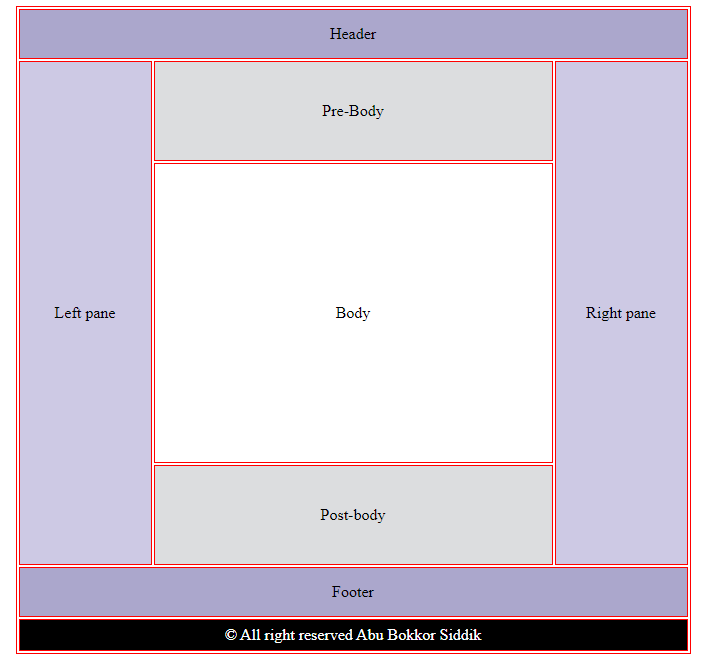 Header
Pre-Body
Left pane
Body
Right pane
Post-body
Footer
© All right reserved Abu Bokkor Siddik